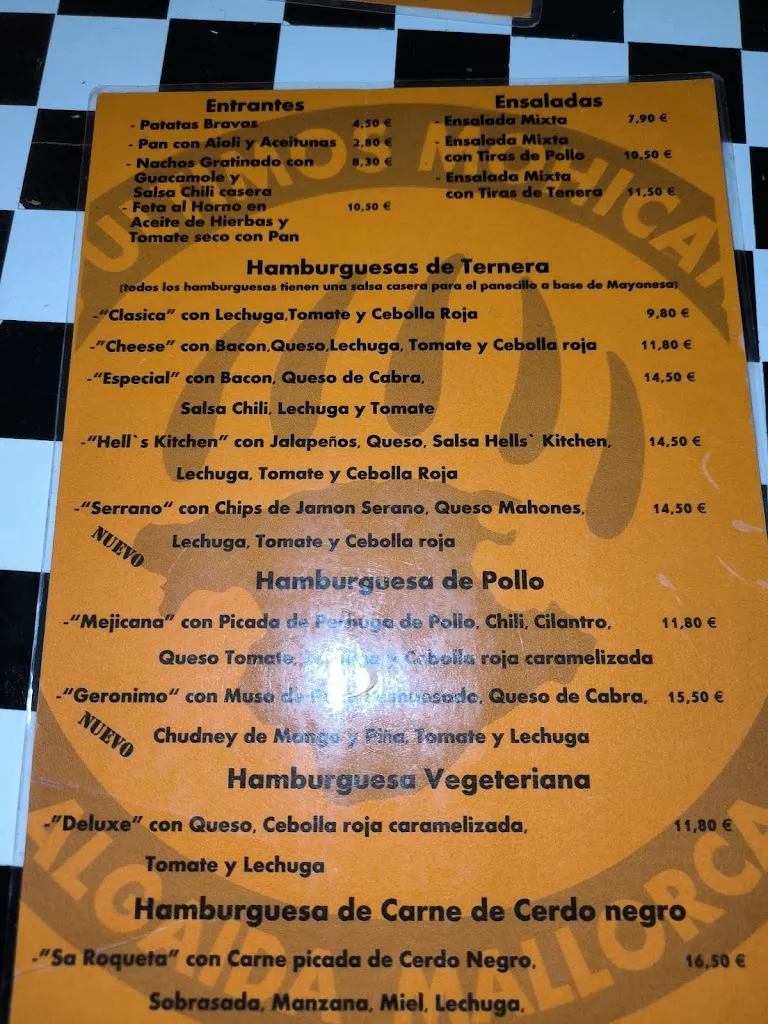 Entrantes
- Patatas Bravas 4,50 €
- Pan con Aioli y Aceitunas 2,80 €
- Nachos Gratinado con 8,30 €
Guacamole y
Salsa Chili casera
- Feta al Horno en 10,50 €
Aceite de Hierbas y
Tomate seco con Pan
Ensaladas
- Ensalada Mixta 7,90 €
- Ensalada Mixta
con Tiras de Pollo 10,50 €
- Ensalada Mixta
con Tiras de Tenera 11,50 €
Hamburguesas de Ternera
(todos los hamburguesas tienen una salsa casera para el panecillo a base de Mayonesa)
-"Clasica" con Lechuga,Tomate y Cebolla Roja 9,80 €
-"Cheese" con Bacon,Queso,Lechuga, Tomate y Cebolla roja 11,80 €
-"Especial" con Bacon, Queso de Cabra, 14,50 €
Salsa Chili, Lechuga y Tomate
-"Hell`s Kitchen" con Jalapeños, Queso, Salsa Hells` Kitchen, 14,50 €
Lechuga, Tomate y Cebolla Roja
-"Serrano" con Chips de Jamon Serano, Queso Mahones, 14,50 €
NUEVO
Lechuga, Tomate y Cebolla roja
Hamburguesa de Pollo
-"Mejicana" con Picada de Pechuga de Pollo, Chili, Cilantro, 11,80 €
Queso Tomate, y Cebolla roja caramelizada
-"Geronimo" con Muso de Queso de Cabra, 15,50 €
NUEVO
Chudney de Mango y Piña, Tomate y Lechuga
Hamburguesa Vegeteriana
-"Deluxe" con Queso, Cebolla roja caramelizada, 11,80 €
Tomate y Lechuga
Hamburguesa de Carne de Cerdo negro
-"Sa Roqueta" con Carne picada de Cerdo Negro, 16,50 €
Sobrasada, Manzana, Miel, Lechuga,
ALGAIDA MALLORCA